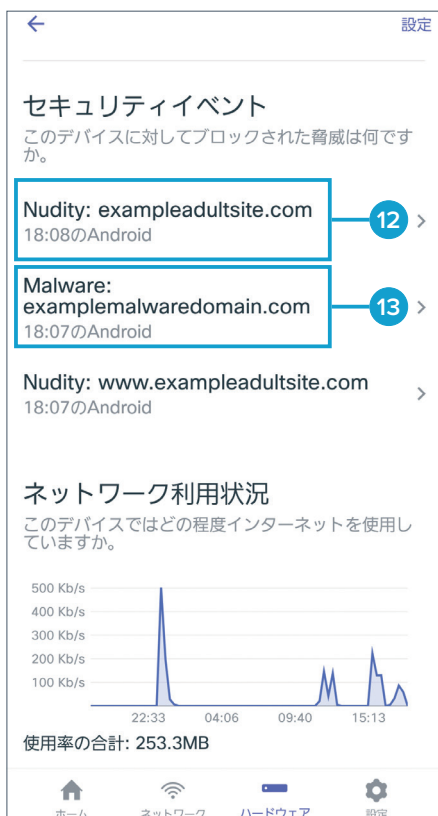 設定
セキュリティイベント
このデバイスに対してブロックされた脅威は何です
か。
Nudity: exampleadultsite.com
18:08のAndroid
12
Malware:
examplemalwaredomain.com
18:07のAndroid
13
Nudity: www.exampleadultsite.com
18:07のAndroid
ネットワーク利用状況
このデバイスではどの程度インターネットを使用し
ていますか。
500 Kb/s
400 Kb/s
300 Kb/s
200 Kb/s
100 Kb/s
22:33 04:06 09:40 15:13
使用率の合計: 253.3MB
ホーム ネットワーク ハードウェア 設定